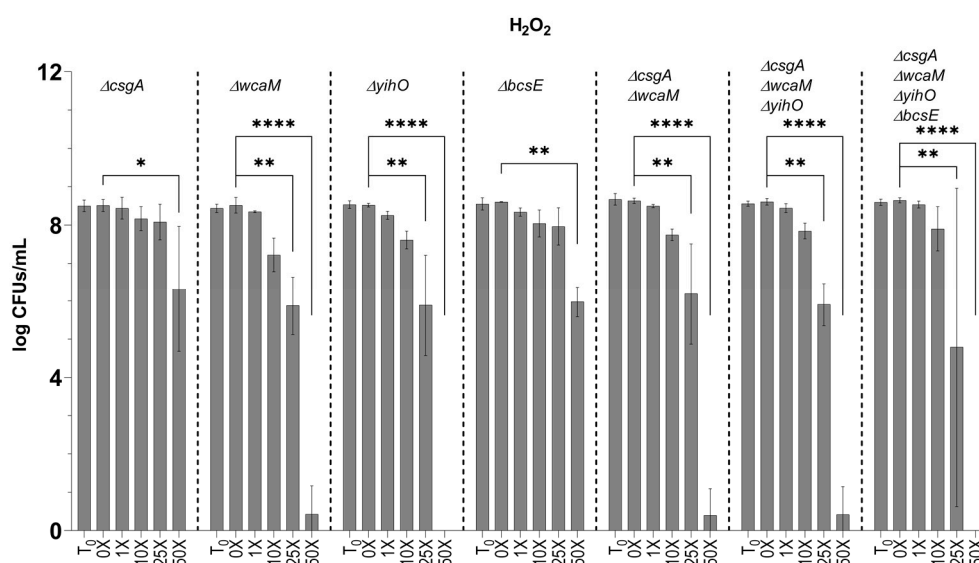 H₂O₂
12
8
4
0
log CFUs/mL
ΔcsgA
*
ΔwcaM
****
**
ΔyihO
****
**
ΔbcsE
**
ΔcsgA
ΔwcaM
****
**
ΔcsgA
ΔwcaM
ΔyihO
****
**
ΔcsgA
ΔwcaM
ΔyihO
ΔbcsE
****
**
T₀ 0X 1X 10X 25X 50X T₀ 0X 1X 10X 25X 50X T₀ 0X 1X 10X 25X 50X T₀ 0X 1X 10X 25X 50X T₀ 0X 1X 10X 25X 50X T₀ 0X 1X 10X 25X 50X T₀ 0X 1X 10X 25X 50X